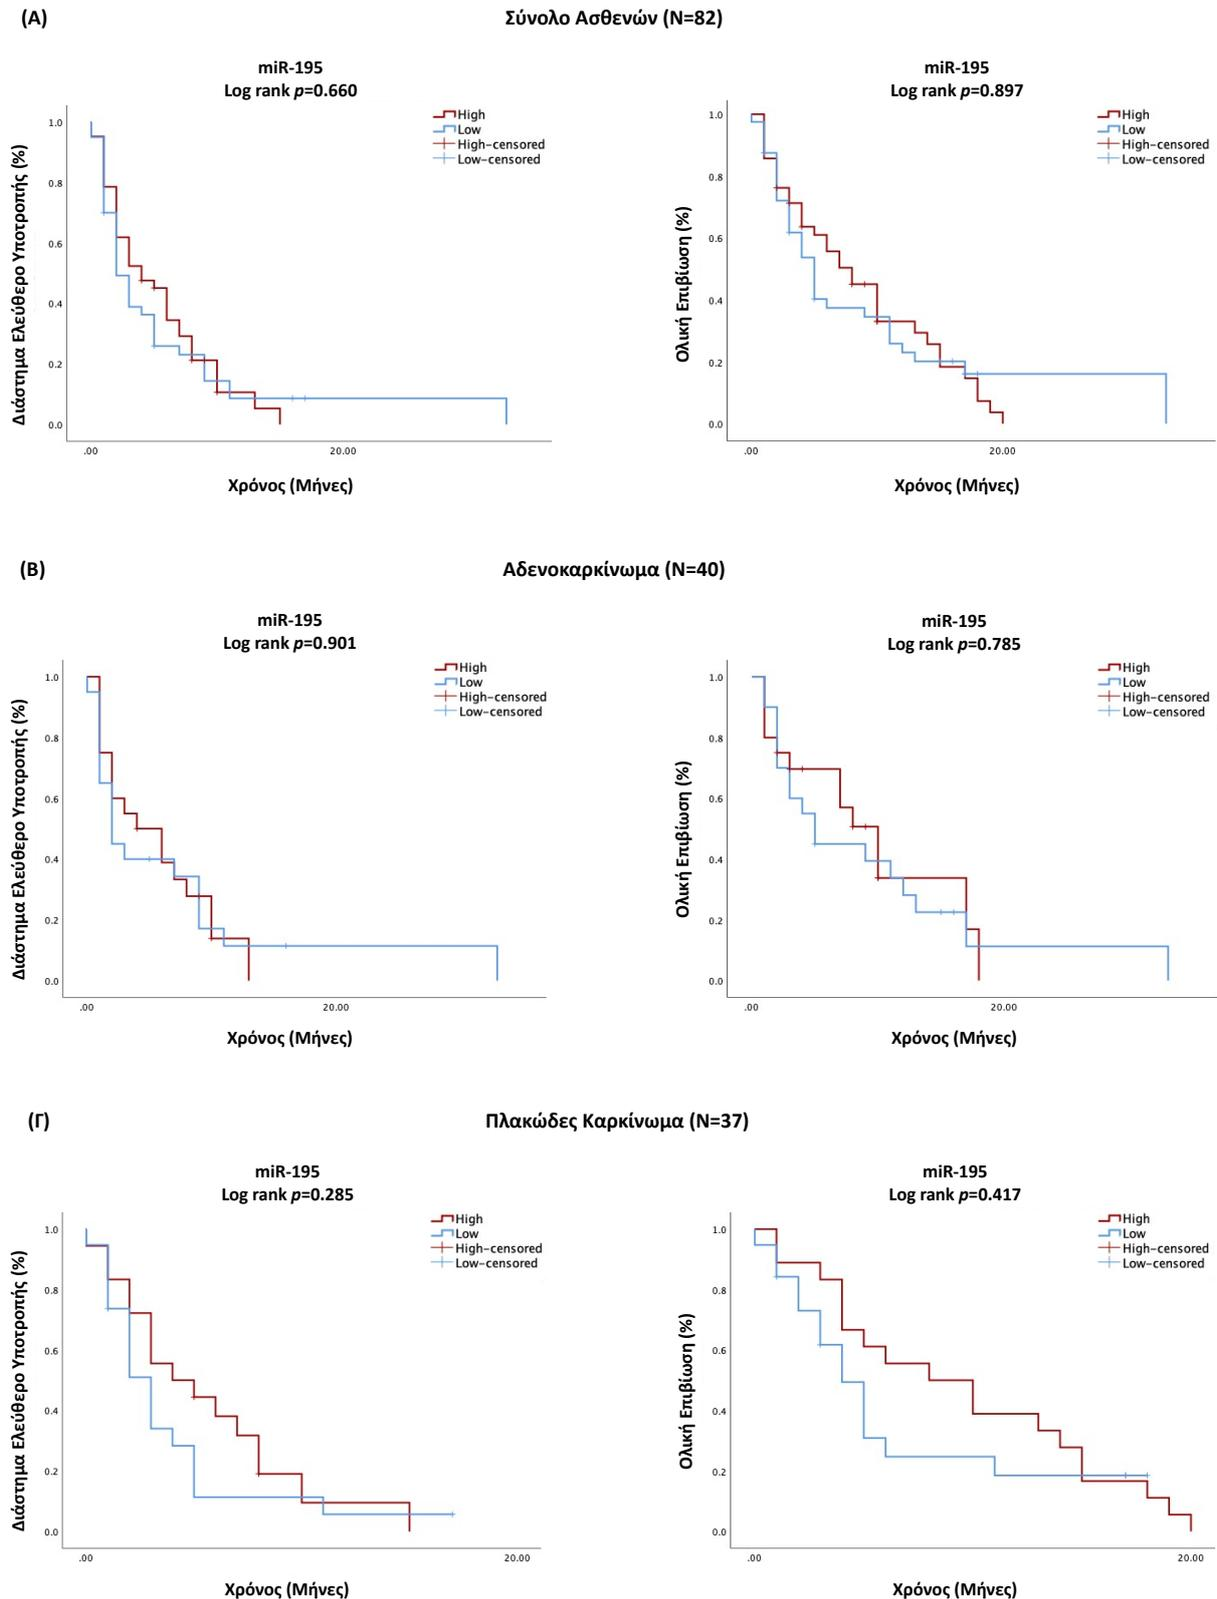 (Α) Σύνολο Ασθενών (N=82)
miR-195
Log rank p=0.660
High
Low
High-censored
Low-censored
Διάστημα Ελεύθερο Υποτροπής (%)
1.0
0.8
0.6
0.4
0.2
0.0
.00 20.00
Χρόνος (Μήνες)
miR-195
Log rank p=0.897
High
Low
High-censored
Low-censored
Ολική Επιβίωση (%)
1.0
0.8
0.6
0.4
0.2
0.0
.00 20.00
Χρόνος (Μήνες)
(Β) Αδενοκαρκίνωμα (N=40)
miR-195
Log rank p=0.901
High
Low
High-censored
Low-censored
Διάστημα Ελεύθερο Υποτροπής (%)
1.0
0.8
0.6
0.4
0.2
0.0
.00 20.00
Χρόνος (Μήνες)
miR-195
Log rank p=0.785
High
Low
High-censored
Low-censored
Ολική Επιβίωση (%)
1.0
0.8
0.6
0.4
0.2
0.0
.00 20.00
Χρόνος (Μήνες)
(Γ) Πλακώδες Καρκίνωμα (N=37)
miR-195
Log rank p=0.285
High
Low
High-censored
Low-censored
Διάστημα Ελεύθερο Υποτροπής (%)
1.0
0.8
0.6
0.4
0.2
0.0
.00 20.00
Χρόνος (Μήνες)
miR-195
Log rank p=0.417
High
Low
High-censored
Low-censored
Ολική Επιβίωση (%)
1.0
0.8
0.6
0.4
0.2
0.0
.00 20.00
Χρόνος (Μήνες)